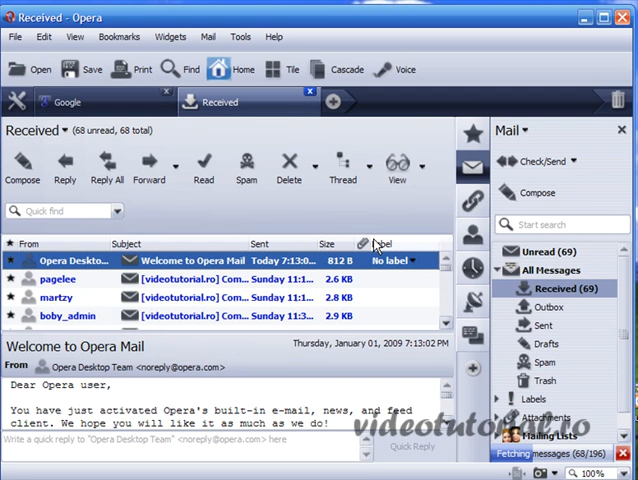 Received - Opera
File Edit View Bookmarks Widgets Mail Tools Help
Open Save Print Find Home Tile Cascade Voice
Google Received
Received (68 unread, 68 total)
Compose Reply Reply All Forward Read Spam Delete Thread View
Quick find
From Subject Sent Size
Opera Deskto... Welcome to Opera Mail Today 7:13:0... 812 B No label
pagelee [videotutorial.ro] Com... Sunday 11:1... 2.6 KB
martzy [videotutorial.ro] Com... Sunday 11:1... 2.8 KB
boby_admin [videotutorial.ro] Com... Sunday 11:1... 2.9 KB
Welcome to Opera Mail Thursday, January 01, 2009 7:13:02 PM
From Opera Desktop Team <noreply@opera.com>
Dear Opera user,
You have just activated Opera's built-in e-mail, news, and feed
client. We hope you will like it as much as we do!
Write a quick reply to "Opera Desktop Team" <noreply@opera.com> here
Quick Reply
Mail
Check/Send
Compose
Start search
Unread (69)
All Messages
Received (69)
Outbox
Sent
Drafts
Spam
Trash
Labels
Attachments
Mailing Lists
Fetching messages (68/196)
videotutorial.ro
100%